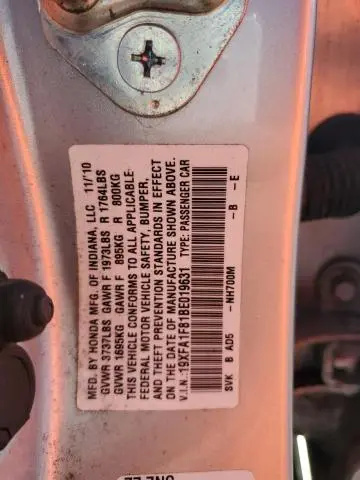 MFD. BY HONDA MFG. OF INDIANA, LLC 11/'10
GVWR 3737LBS GAWR F 1973LBS R 1764LBS
GVWR 1695KG GAWR F 895KG R 800KG
THIS VEHICLE CONFORMS TO ALL APPLICABLE
FEDERAL MOTOR VEHICLE SAFETY, BUMPER,
AND THEFT PREVENTION STANDARDS IN EFFECT
ON THE DATE OF MANUFACTURE SHOWN ABOVE.
V.I.N.:19XFA1F81BE019631 TYPE: PASSENGER CAR
SVK B AD5 -NH700M -B -E